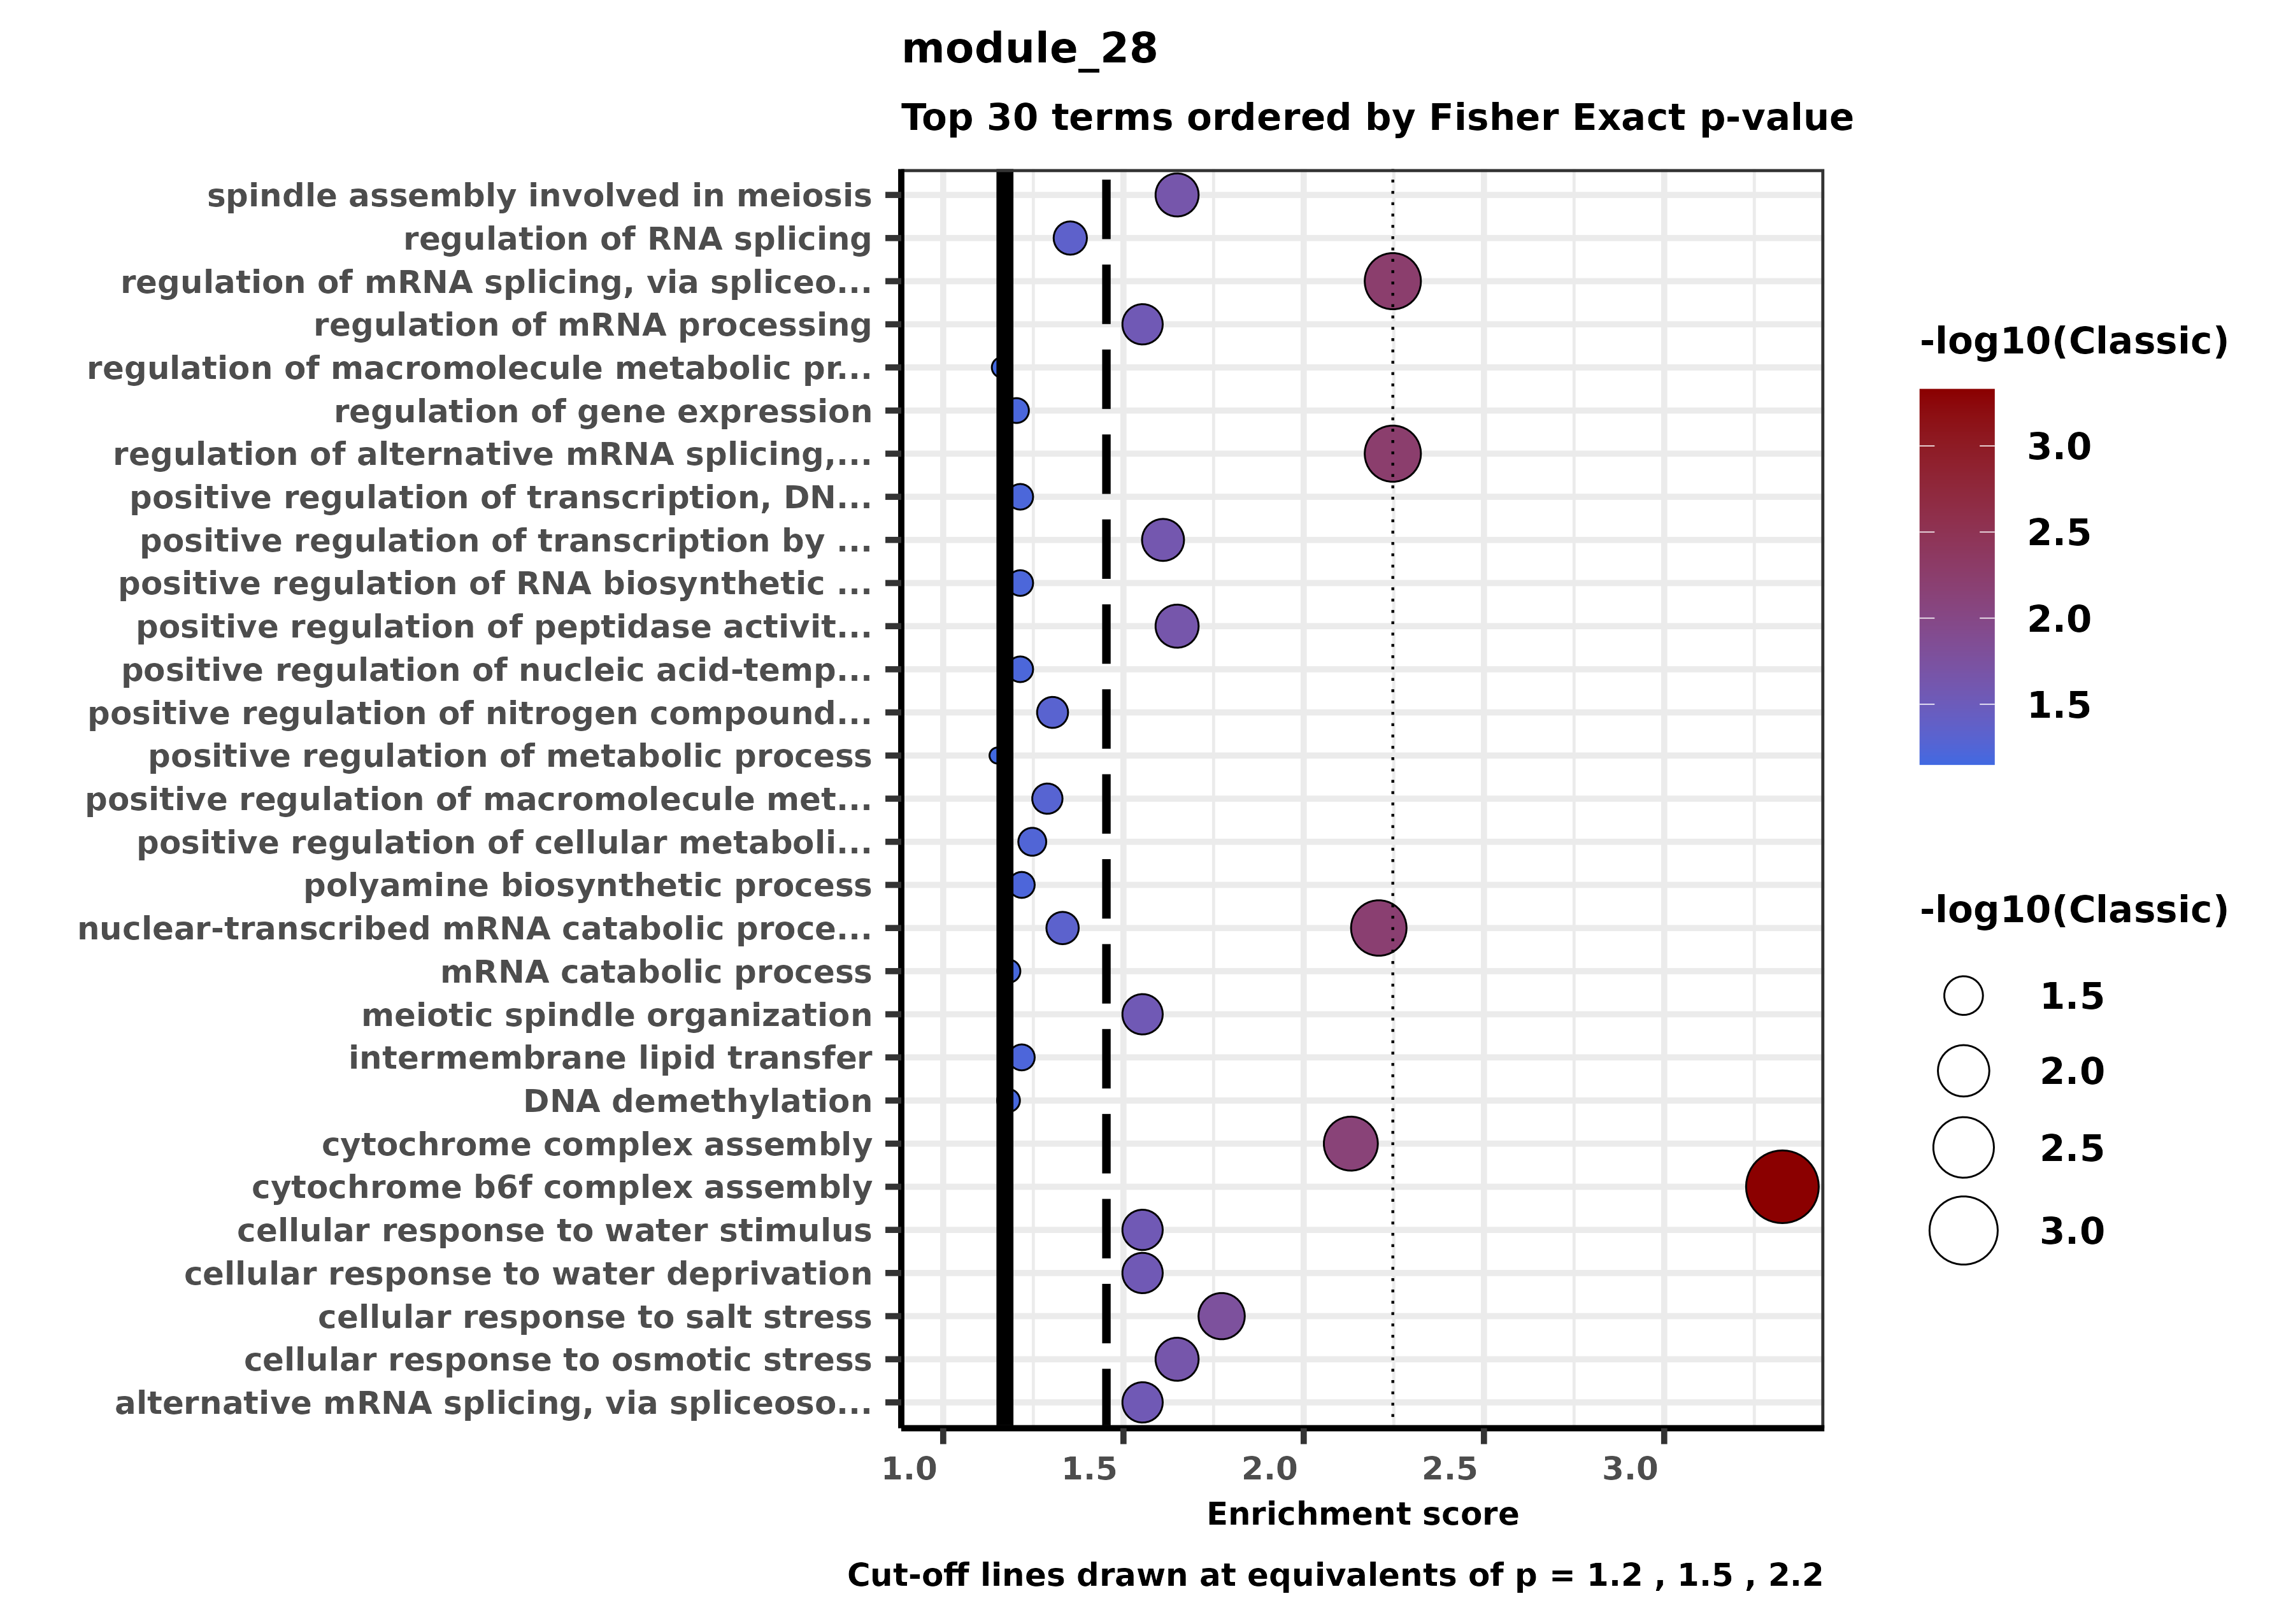 module_28
Top 30 terms ordered by Fisher Exact p-value
spindle assembly involved in meiosis
regulation of RNA splicing
regulation of mRNA splicing, via spliceo...
regulation of mRNA processing
regulation of macromolecule metabolic pr...
regulation of gene expression
regulation of alternative mRNA splicing,...
positive regulation of transcription, DN...
positive regulation of transcription by ...
positive regulation of RNA biosynthetic ...
positive regulation of peptidase activit...
positive regulation of nucleic acid-temp...
positive regulation of nitrogen compound...
positive regulation of metabolic process
positive regulation of macromolecule met...
positive regulation of cellular metaboli...
polyamine biosynthetic process
nuclear-transcribed mRNA catabolic proce...
mRNA catabolic process
meiotic spindle organization
intermembrane lipid transfer
DNA demethylation
cytochrome complex assembly
cytochrome b6f complex assembly
cellular response to water stimulus
cellular response to water deprivation
cellular response to salt stress
cellular response to osmotic stress
alternative mRNA splicing, via spliceoso...
1.0 1.5 2.0 2.5 3.0
Enrichment score
Cut-off lines drawn at equivalents of p = 1.2 , 1.5 , 2.2
-log10(Classic)
3.0
2.5
2.0
1.5
-log10(Classic)
1.5
2.0
2.5
3.0